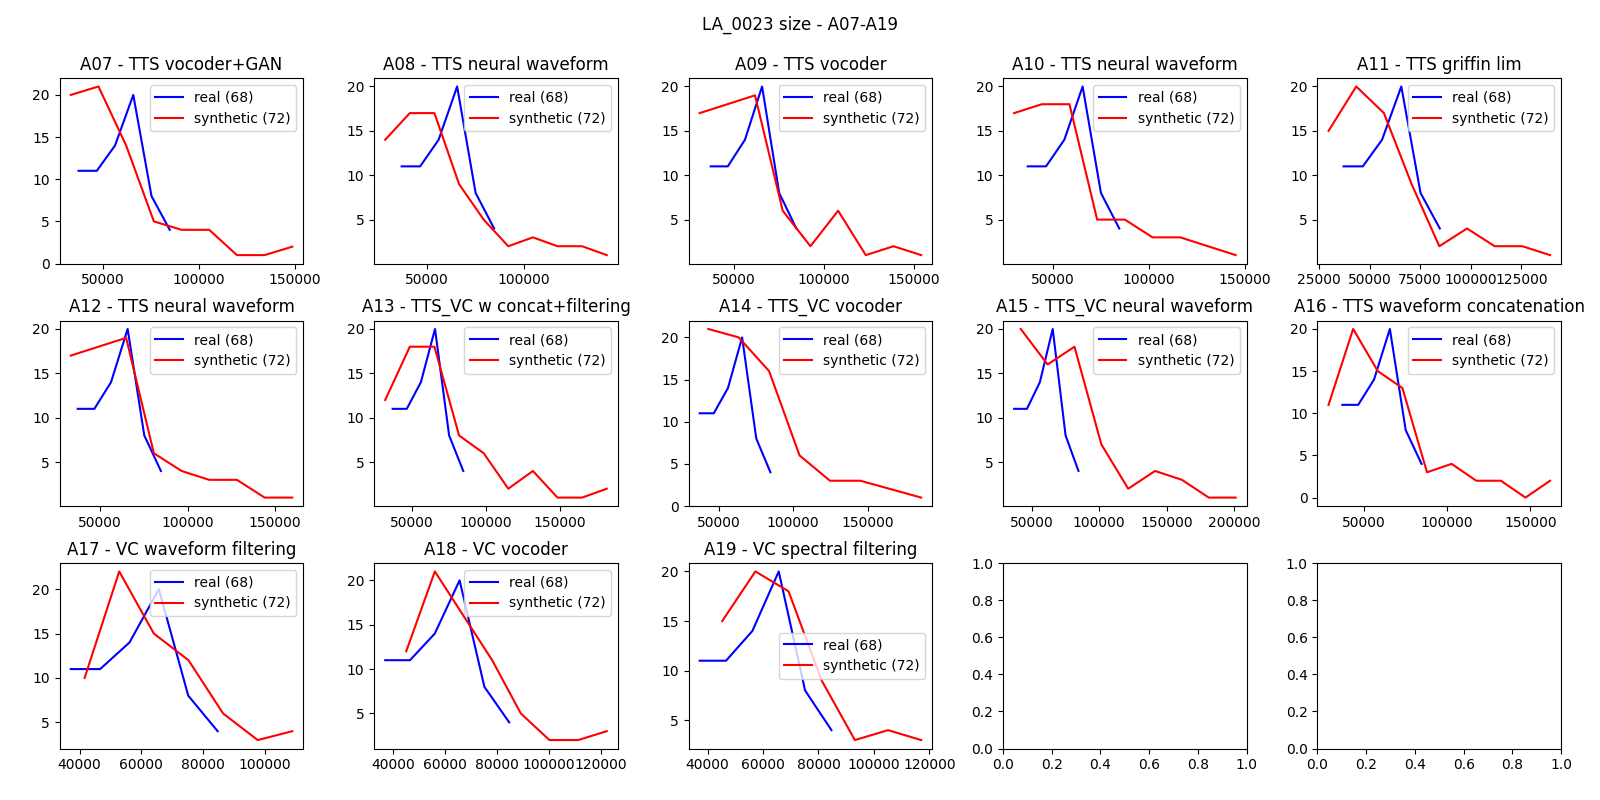 LA_0023 size - A07-A19
A07 - TTS vocoder+GAN
A08 - TTS neural waveform
A09 - TTS vocoder
A10 - TTS neural waveform
A11 - TTS griffin lim
20
15
10
5
0
50000 100000 150000
real (68)
synthetic (72)
20
15
10
5
50000 100000
real (68)
synthetic (72)
20
15
10
5
50000 100000 150000
real (68)
synthetic (72)
20
15
10
5
50000 100000 150000
real (68)
synthetic (72)
20
15
10
5
25000 50000 75000 100000 125000
real (68)
synthetic (72)
A12 - TTS neural waveform
A13 - TTS_VC w concat+filtering
A14 - TTS_VC vocoder
A15 - TTS_VC neural waveform
A16 - TTS waveform concatenation
20
15
10
5
50000 100000 150000
real (68)
synthetic (72)
20
15
10
5
50000 100000 150000
real (68)
synthetic (72)
20
15
10
5
0
50000 100000 150000
real (68)
synthetic (72)
20
15
10
5
50000 100000 150000 200000
real (68)
synthetic (72)
20
15
10
5
0
50000 100000 150000
real (68)
synthetic (72)
A17 - VC waveform filtering
A18 - VC vocoder
A19 - VC spectral filtering
20
15
10
5
40000 60000 80000 100000
real (68)
synthetic (72)
20
15
10
5
40000 60000 80000 100000 120000
real (68)
synthetic (72)
20
15
10
5
40000 60000 80000 100000 120000
real (68)
synthetic (72)
1.0
0.8
0.6
0.4
0.2
0.0
0.0 0.2 0.4 0.6 0.8 1.0
1.0
0.8
0.6
0.4
0.2
0.0
0.0 0.2 0.4 0.6 0.8 1.0